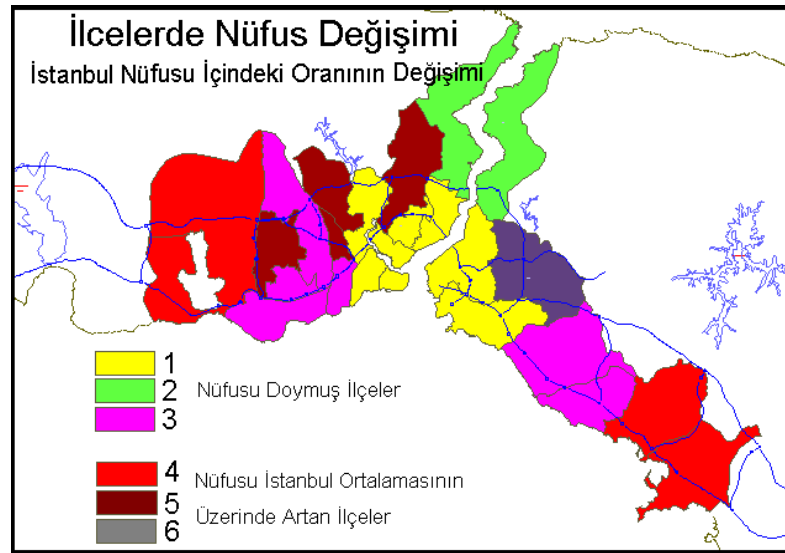 İlcelerde Nüfus Değişimi
İstanbul Nüfusu İçindeki Oranının Değişimi
1
2 Nüfusu Doymuş İlçeler
3
4 Nüfusu İstanbul Ortalamasının
5 Üzerinde Artan İlçeler
6